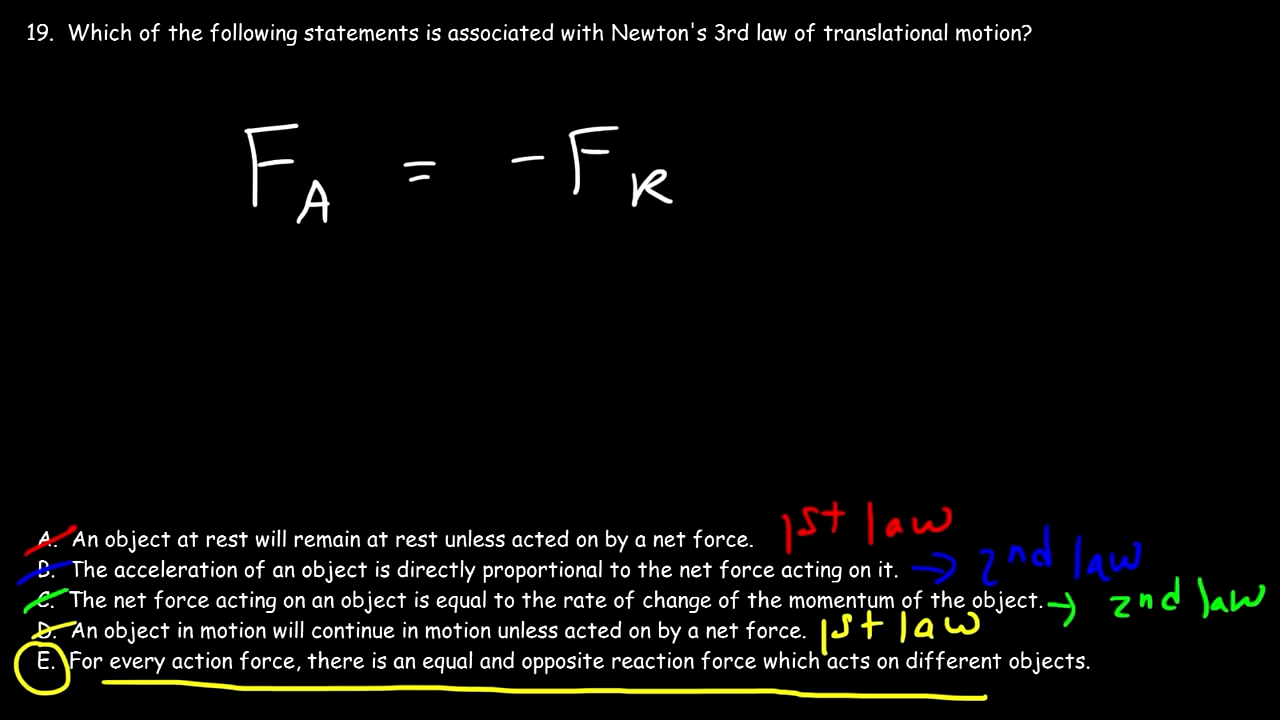 19. Which of the following statements is associated with Newton's 3rd law of translational motion?
F_A = -F_R
A. An object at rest will remain at rest unless acted on by a net force. 1st law
B. The acceleration of an object is directly proportional to the net force acting on it. → 2nd law
C. The net force acting on an object is equal to the rate of change of the momentum of the object. → 2nd law
D. An object in motion will continue in motion unless acted on by a net force. 1st law
E. For every action force, there is an equal and opposite reaction force which acts on different objects.